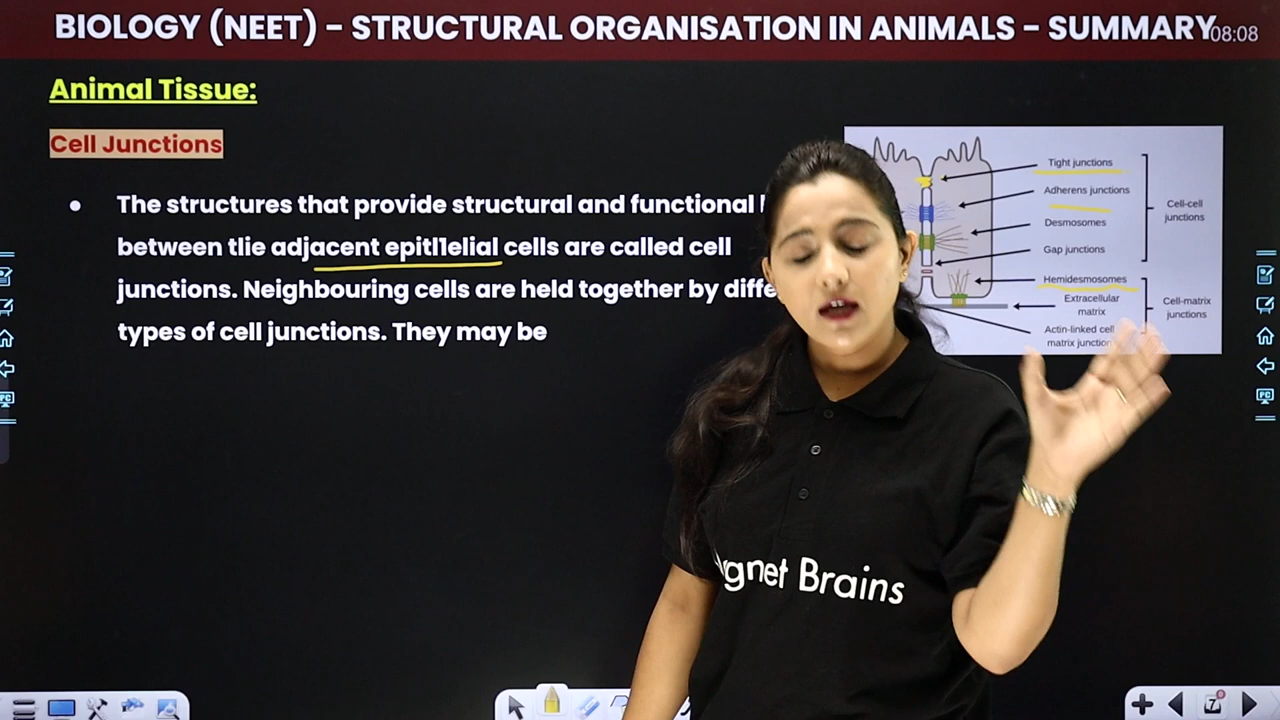 BIOLOGY (NEET) – STRUCTURAL ORGANISATION IN ANIMALS – SUMMARY
08:08
Animal Tissue:
Cell Junctions
• The structures that provide structural and functional
between tlie adjacent epitl1elial cells are called cell
junctions. Neighbouring cells are held together by
types of cell junctions. They may be
Tight junctions
Adherens junctions
Desmosomes
Gap junctions
Cell-cell
junctions
Hemidesmosomes
Extracellular
matrix
Actin-linked cell
Cell-matrix
junctions
Brains
7
PC
PC